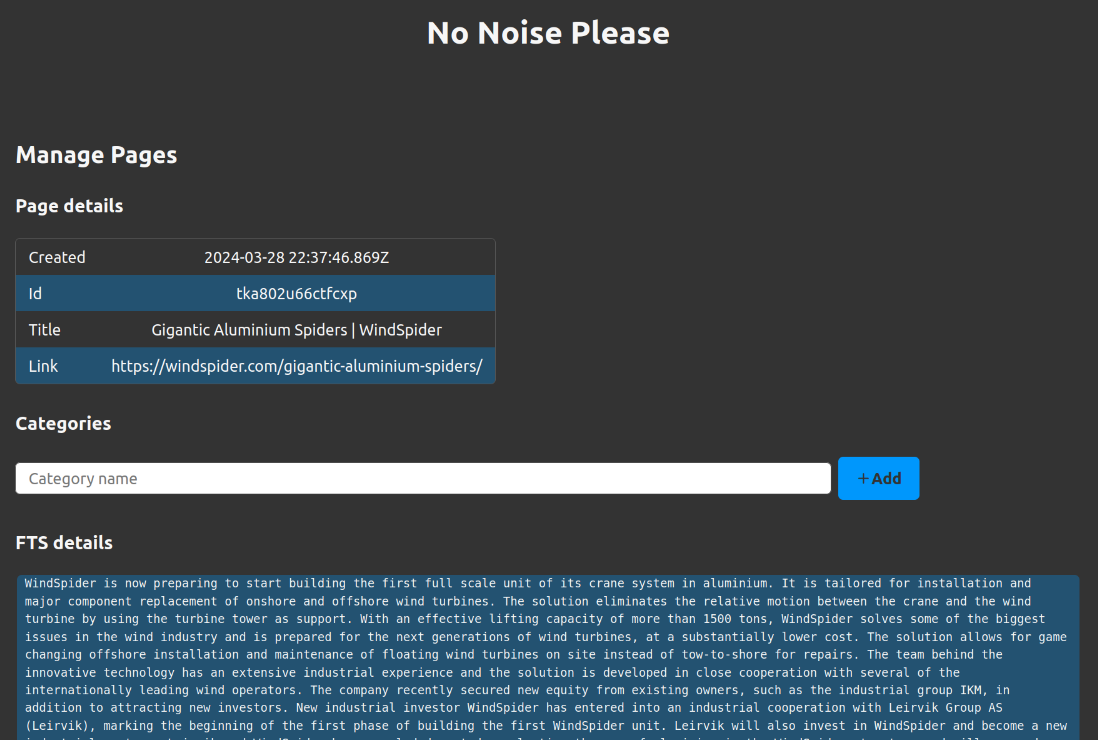 No Noise Please
Manage Pages
Page details
Created 2024-03-28 22:37:46.869Z
Id tka802u66ctfcxp
Title Gigantic Aluminium Spiders | WindSpider
Link https://windspider.com/gigantic-aluminium-spiders/
Categories
Category name +Add
FTS details
WindSpider is now preparing to start building the first full scale unit of its crane system in aluminium. It is tailored for installation and
major component replacement of onshore and offshore wind turbines. The solution eliminates the relative motion between the crane and the wind
turbine by using the turbine tower as support. With an effective lifting capacity of more than 1500 tons, WindSpider solves some of the biggest
issues in the wind industry and is prepared for the next generations of wind turbines, at a substantially lower cost. The solution allows for game
changing offshore installation and maintenance of floating wind turbines on site instead of tow-to-shore for repairs. The team behind the
innovative technology has an extensive industrial experience and the solution is developed in close cooperation with several of the
internationally leading wind operators. The company recently secured new equity from existing owners, such as the industrial group IKM, in
addition to attracting new investors. New industrial investor WindSpider has entered into an industrial cooperation with Leirvik Group AS
(Leirvik), marking the beginning of the first phase of building the first WindSpider unit. Leirvik will also invest in WindSpider and become a new